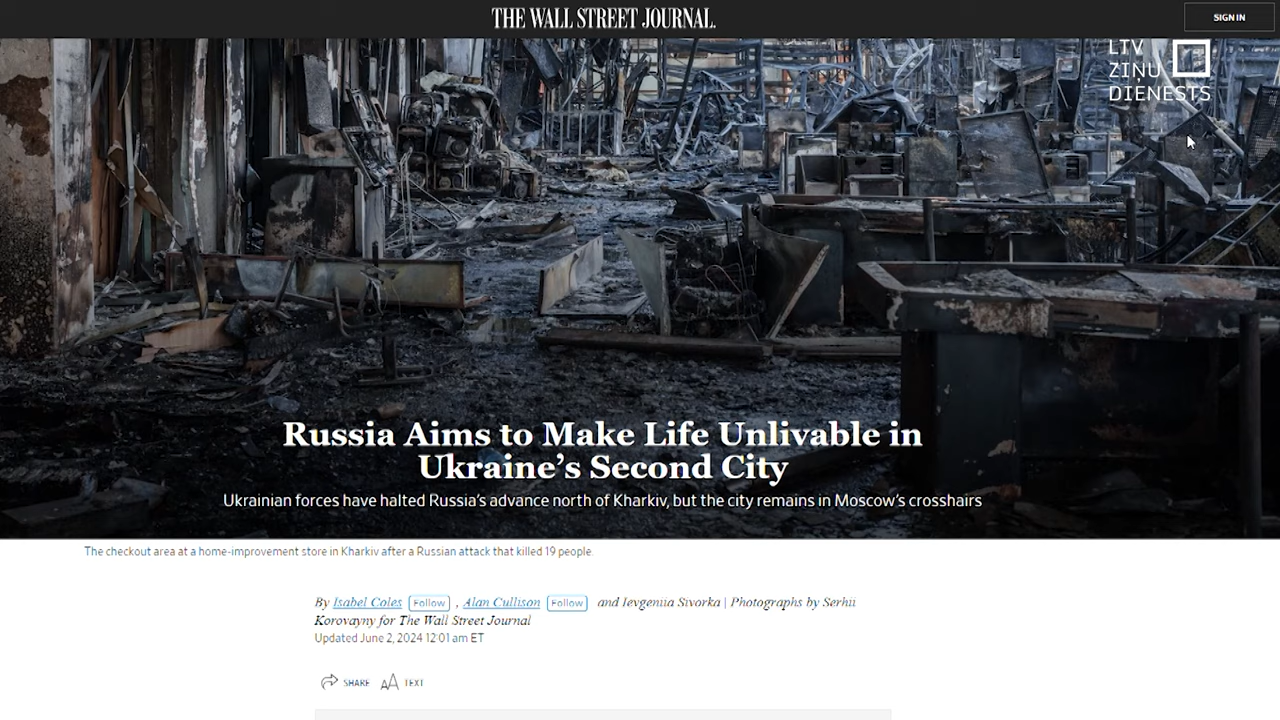 THE WALL STREET JOURNAL.
SIGN IN
LTV
ZIŅU
DIENESTS
Russia Aims to Make Life Unlivable in
Ukraine's Second City
Ukrainian forces have halted Russia's advance north of Kharkiv, but the city remains in Moscow's crosshairs
The checkout area at a home-improvement store in Kharkiv after a Russian attack that killed 19 people.
By Isabel Coles Follow , Alan Cullison Follow and Ievgeniia Sivorka | Photographs by Serhii
Korovayny for The Wall Street Journal
Updated June 2, 2024 12:01 am ET
SHARE TEXT